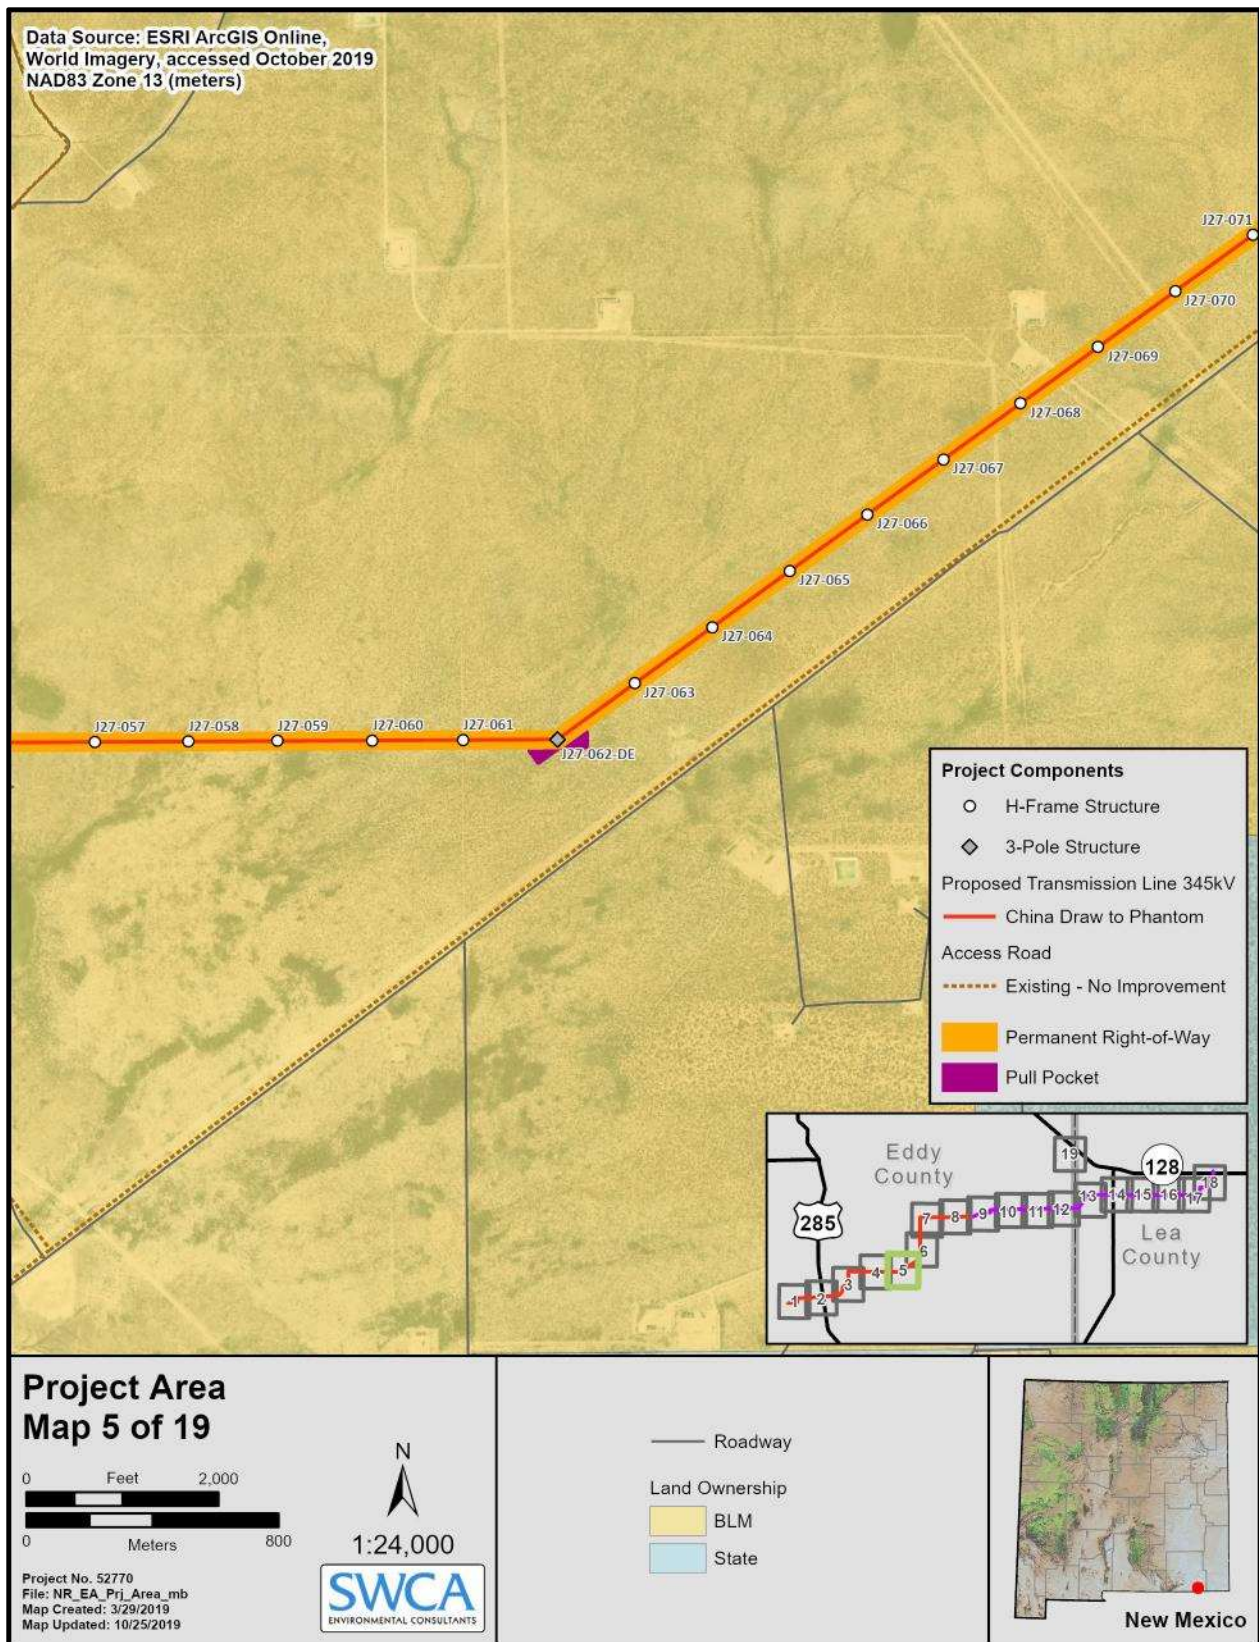 Data Source: ESRI ArcGIS Online,
World Imagery, accessed October 2019
NAD83 Zone 13 (meters)
J27-071
J27-070
J27-069
J27-068
J27-067
J27-066
J27-065
J27-064
J27-063
J27-057
J27-058
J27-059
J27-060
J27-061
J27-062-DE
Project Components
H-Frame Structure
3-Pole Structure
Proposed Transmission Line 345kV
China Draw to Phantom
Access Road
Existing - No Improvement
Permanent Right-of-Way
Pull Pocket
Eddy
County
19
128
285
18
13
14
15
16
17
7
8
9
10
11
12
Lea
County
6
5
4
3
2
1
Project Area
Map 5 of 19
0 Feet 2,000
0 Meters 800
N
1:24,000
Project No. 52770
File: NR_EA_Prj_Area_mb
Map Created: 3/29/2019
Map Updated: 10/25/2019
SWCA
ENVIRONMENTAL CONSULTANTS
Roadway
Land Ownership
BLM
State
New Mexico